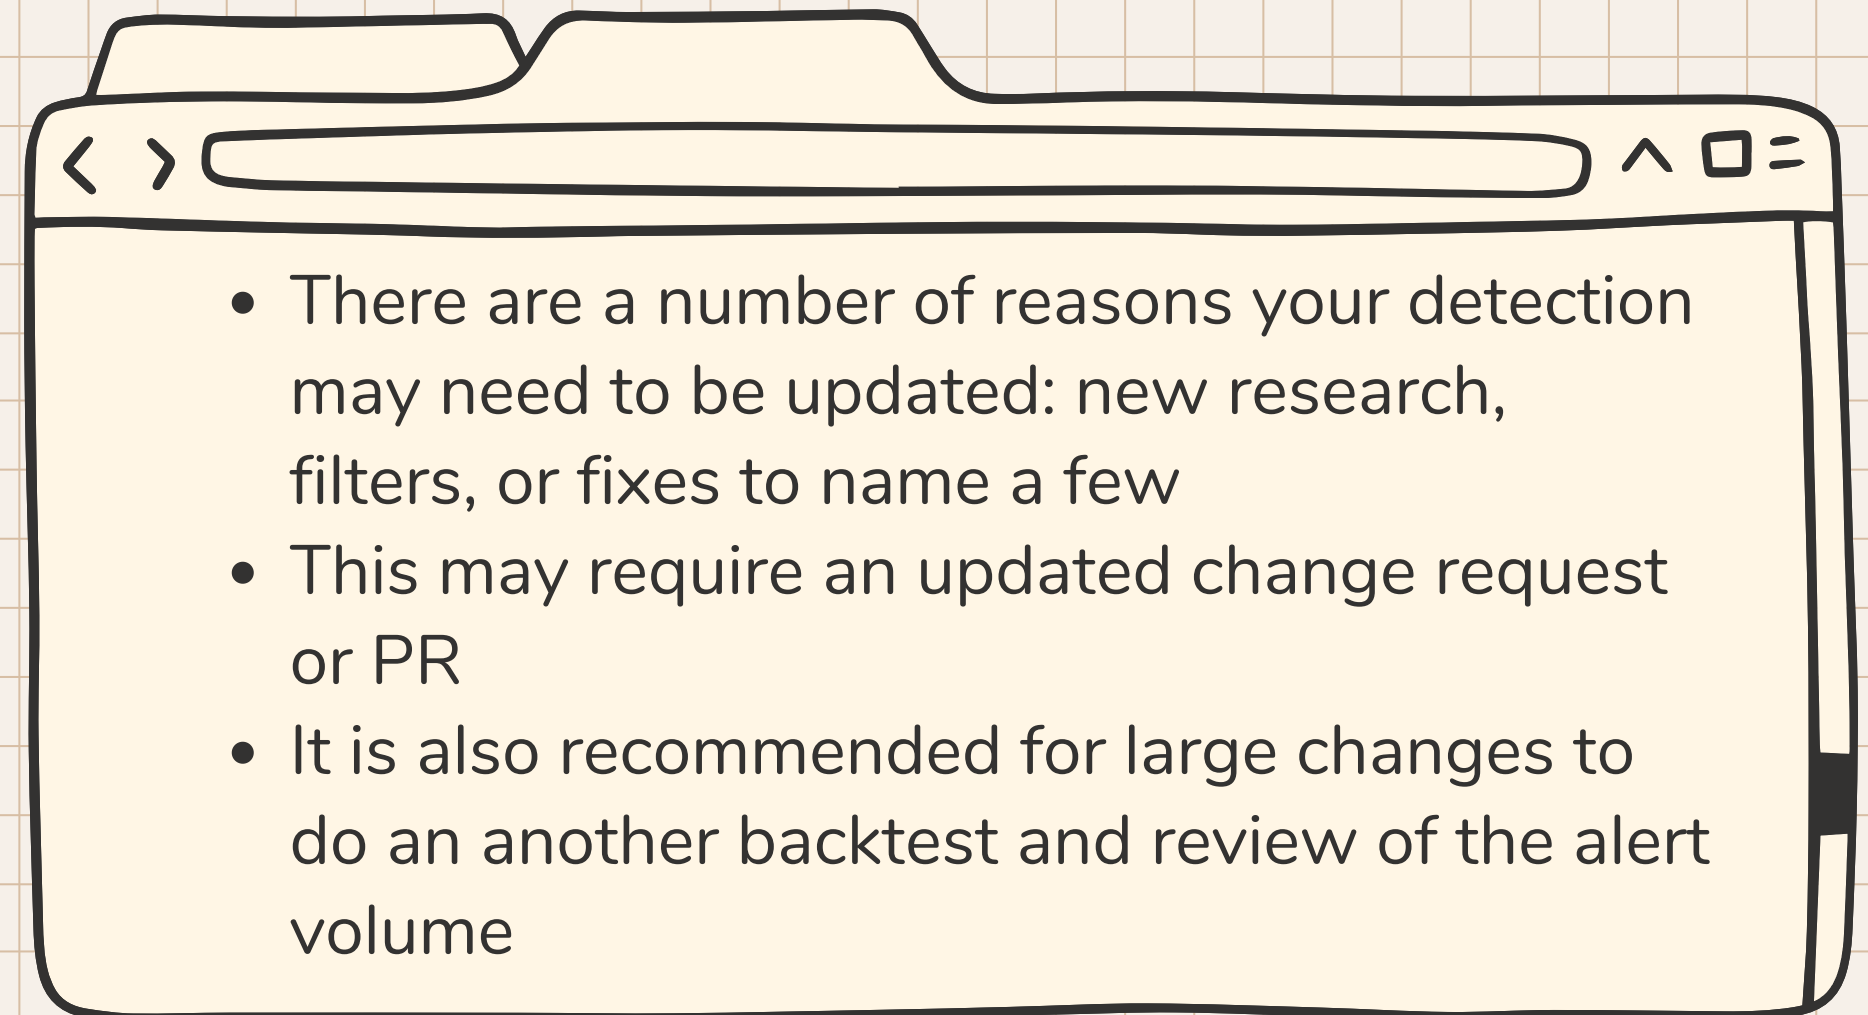 • There are a number of reasons your detection
may need to be updated: new research,
filters, or fixes to name a few
• This may require an updated change request
or PR
• It is also recommended for large changes to
do an another backtest and review of the alert
volume